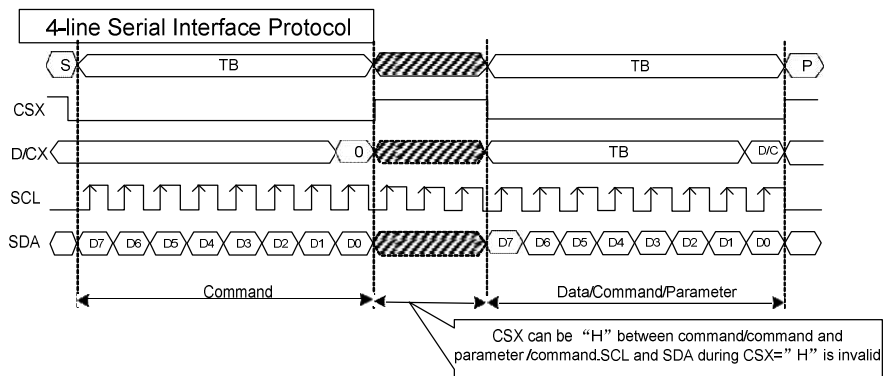 4-line Serial Interface Protocol
S TB TB P
CSX
D/CX 0 TB D/C
SCL
SDA D7 D6 D5 D4 D3 D2 D1 D0 D7 D6 D5 D4 D3 D2 D1 D0
Command Data/Command/Parameter
CSX can be “H” between command/command and
parameter/command.SCL and SDA during CSX=”H” is invalid